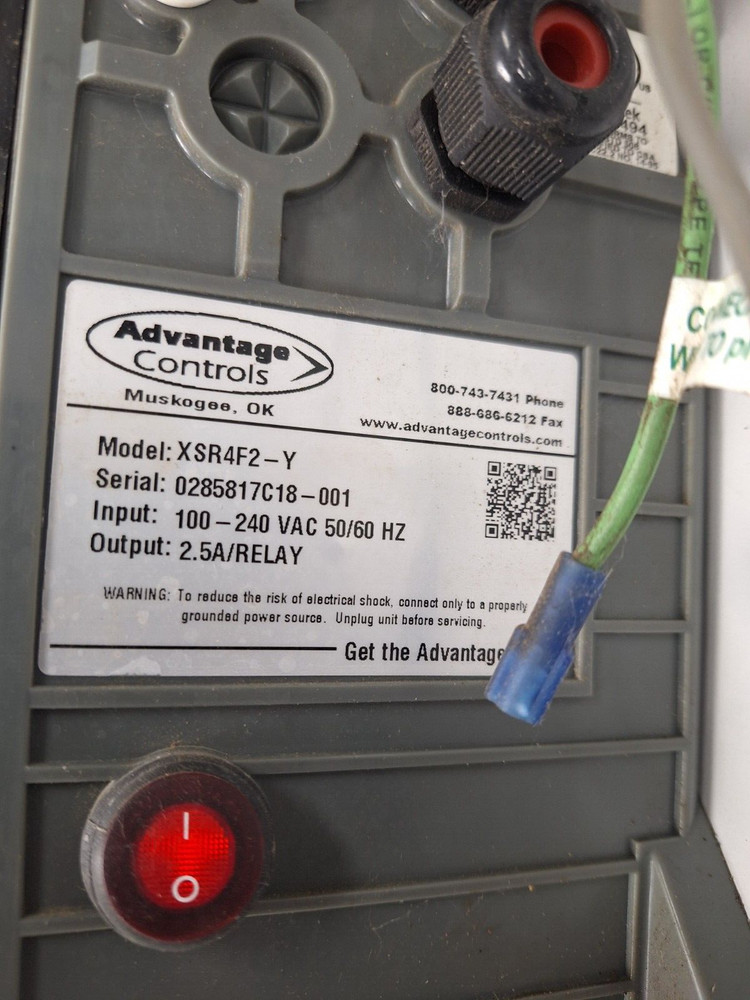 494
Advantage
Controls
Muskogee, OK
800-743-7431 Phone
888-686-6212 Fax
www.advantagecontrols.com
Model: XSR4F2-Y
Serial: 0285817C18-001
Input: 100-240 VAC 50/60 HZ
Output: 2.5A/RELAY
WARNING: To reduce the risk of electrical shock, connect only to a properly
grounded power source. Unplug unit before servicing.
Get the Advantage
I
O